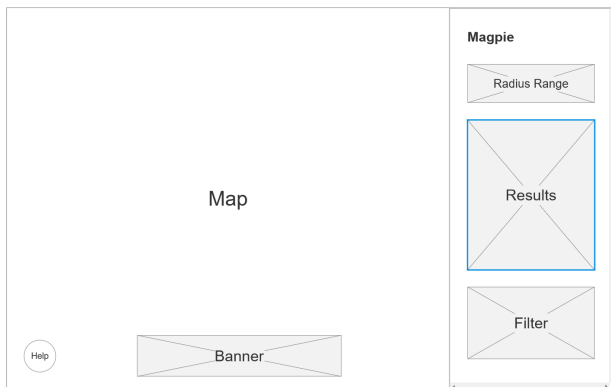 Magpie
Radius Range
Map
Results
Filter
Help
Banner